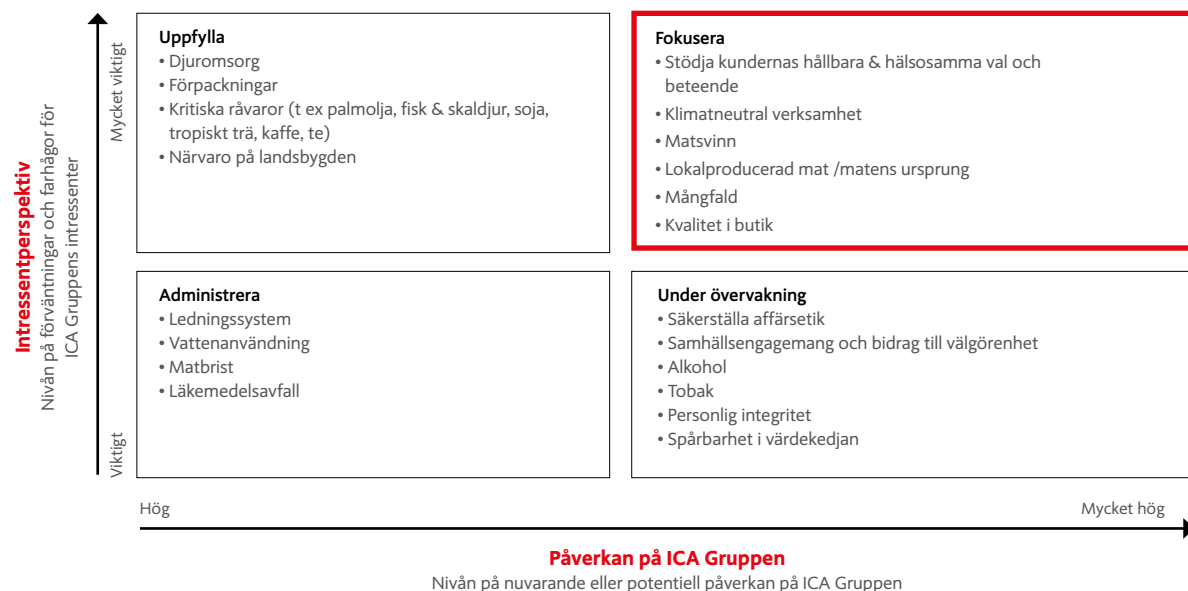 Intressentperspektiv
Nivån på förväntningar och farhågor för
ICA Gruppens intressenter
Mycket viktigt
Viktigt
Uppfylla
• Djuromsorg
• Förpackningar
• Kritiska råvaror (t ex palmolja, fisk & skaldjur, soja,
tropiskt trä, kaffe, te)
• Närvaro på landsbygden
Fokusera
• Stödja kundernas hållbara & hälsosamma val och
beteende
• Klimatneutral verksamhet
• Matsvinn
• Lokalproducerad mat /matens ursprung
• Mångfald
• Kvalitet i butik
Administrera
• Ledningssystem
• Vattenanvändning
• Matbrist
• Läkemedelsavfall
Under övervakning
• Säkerställa affärsetik
• Samhällsengagemang och bidrag till välgörenhet
• Alkohol
• Tobak
• Personlig integritet
• Spårbarhet i värdekedjan
Hög
Mycket hög
Påverkan på ICA Gruppen
Nivån på nuvarande eller potentiell påverkan på ICA Gruppen